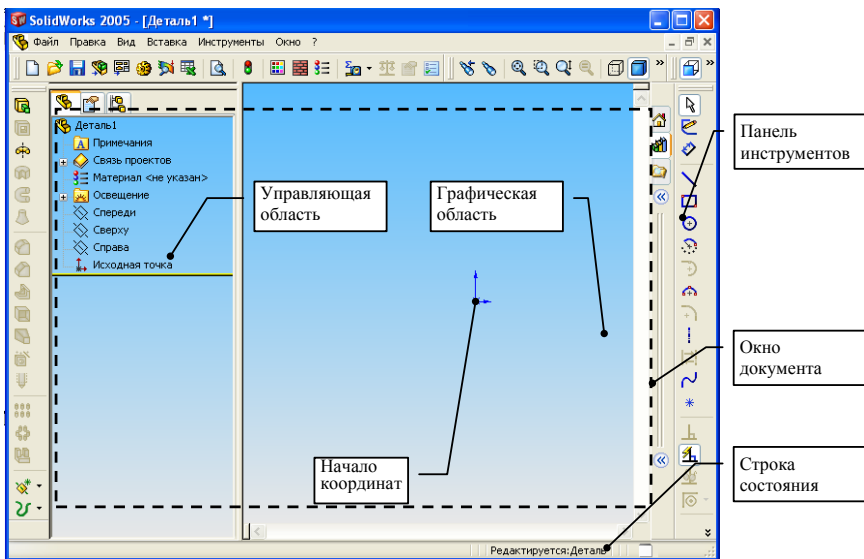 SolidWorks 2005 - [Деталь1 *]
Файл Правка Вид Вставка Инструменты Окно ?
Деталь1
Примечания
Связь проектов
Материал <не указан>
Освещение
Спереди
Сверху
Справа
Исходная точка
Управляющая
область
Графическая
область
Начало
координат
Панель
инструментов
Окно
документа
Строка
состояния
Редактируется:Деталь